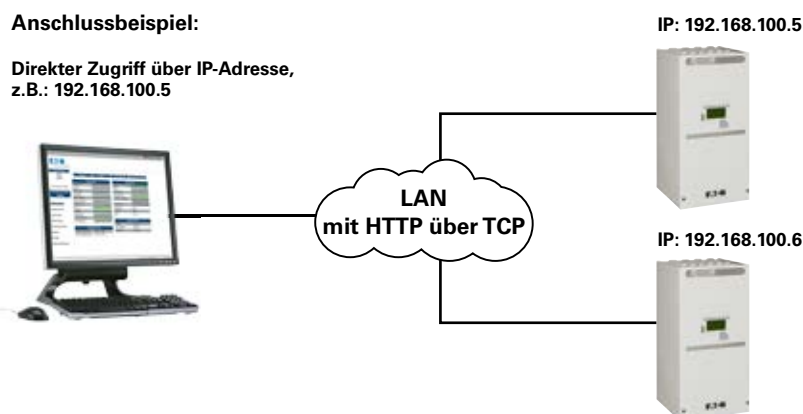 Anschlussbeispiel:
Direkter Zugriff über IP-Adresse,
z.B.: 192.168.100.5
IP: 192.168.100.5
LAN
mit HTTP über TCP
IP: 192.168.100.6